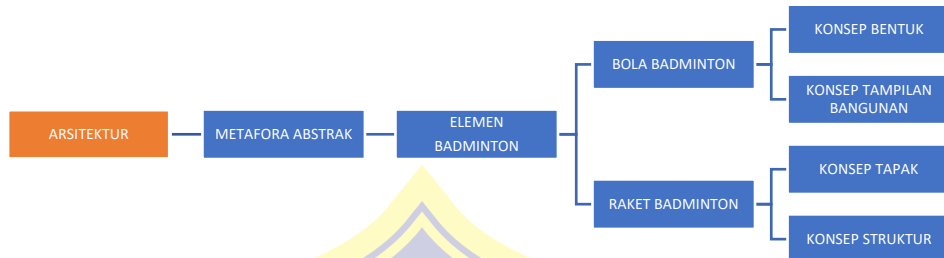 ARSITEKTUR
METAFORA ABSTRAK
ELEMEN
BADMINTON
BOLA BADMINTON
KONSEP BENTUK
KONSEP TAMPILAN
BANGUNAN
RAKET BADMINTON
KONSEP TAPAK
KONSEP STRUKTUR